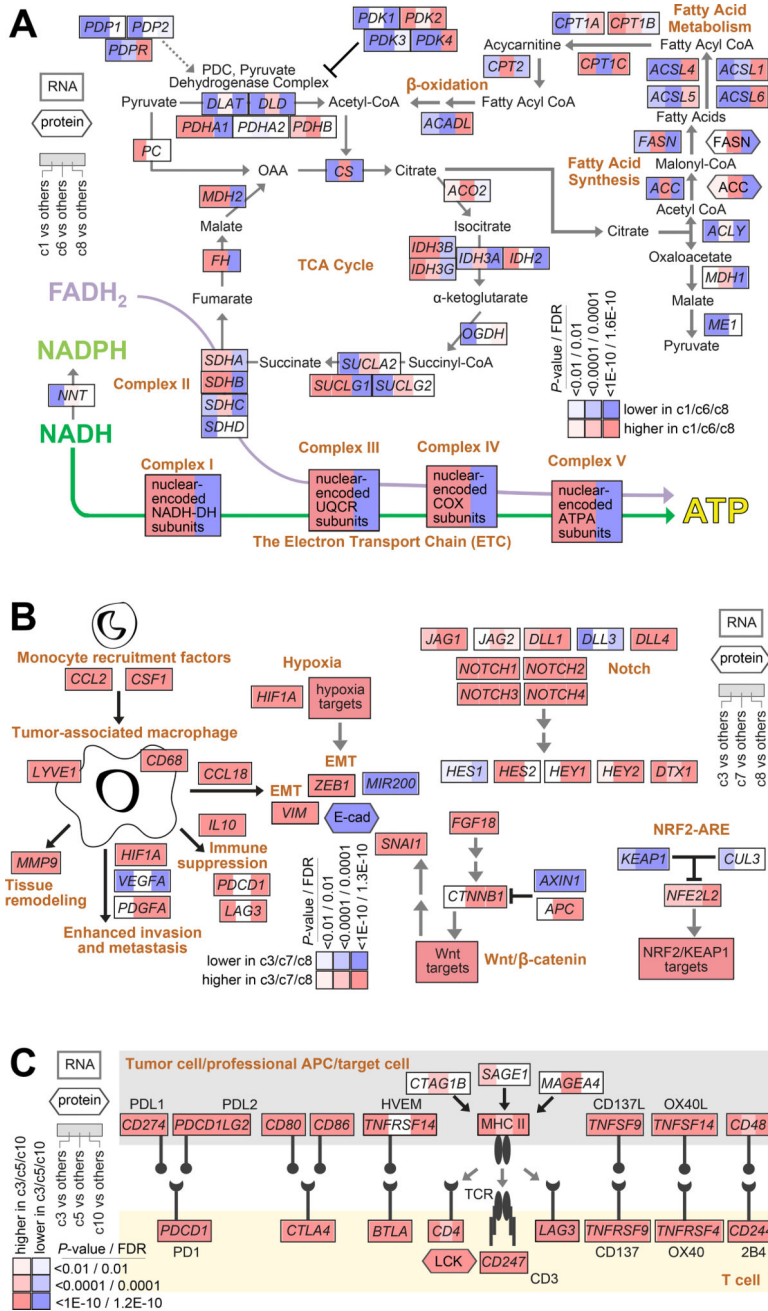 A
PDP1 PDP2
PDPR
PDK1 PDK2
PDK3 PDK4
CPT1A CPT1B
Fatty Acid
Metabolism
Acycarnitine
Fatty Acyl CoA
CPT2
CPT1C
ACSL4 ACSL1
ACSL5 ACSL6
PDC, Pyruvate
Dehydrogenase Complex
β-oxidation
RNA
protein
c1 vs others
c6 vs others
c8 vs others
Pyruvate
DLAT DLD
Acetyl-CoA
Fatty Acyl CoA
ACADL
PDHA1 PDHA2 PDHB
Fatty Acids
FASN FASN
PC
Malonyl-CoA
Fatty Acid
Synthesis
OAA
CS
Citrate
ACC ACC
MDH2
ACO2
Acetyl CoA
Malate
Isocitrate
Citrate
ACLY
FH
TCA Cycle
IDH3B
IDH3G
IDH3A IDH2
Oxaloacetate
MDH1
FADH2
Fumarate
α-ketoglutarate
Malate
ME1
Pyruvate
NADPH
OGDH
NNT
Complex II
SDHA
SDHB
SDHC
SDHD
Succinate
SUCLA2
Succinyl-CoA
SUCLG1 SUCLG2
P-value / FDR
<0.01 / 0.01
<0.0001 / 0.0001
<1E-10 / 1.6E-10
lower in c1/c6/c8
higher in c1/c6/c8
NADH
Complex I
nuclear-
encoded
NADH-DH
subunits
Complex III
nuclear-
encoded
UQCR
subunits
Complex IV
nuclear-
encoded
COX
subunits
Complex V
nuclear-
encoded
ATPA
subunits
ATP
The Electron Transport Chain (ETC)
B
Monocyte recruitment factors
CCL2 CSF1
Tumor-associated macrophage
LYVE1
CD68
CCL18
Hypoxia
HIF1A
hypoxia
targets
EMT
EMT
ZEB1
MIR200
VIM
E-cad
IL10
Immune
suppression
PDCD1
LAG3
MMP9
Tissue
remodeling
HIF1A
VEGFA
PDGFA
Enhanced invasion
and metastasis
P-value / FDR
<0.01 / 0.01
<0.0001 / 0.0001
<1E-10 / 1.3E-10
lower in c3/c7/c8
higher in c3/c7/c8
JAG1 JAG2 DLL1 DLL3 DLL4
NOTCH1 NOTCH2
NOTCH3 NOTCH4
Notch
HES1 HES2 HEY1 HEY2 DTX1
RNA
protein
c3 vs others
c7 vs others
c8 vs others
SNAI1
FGF18
CTNNB1
AXIN1
APC
Wnt
targets
Wnt/β-catenin
NRF2-ARE
KEAP1
CUL3
NFE2L2
NRF2/KEAP1
targets
C
RNA
protein
c3 vs others
c5 vs others
c10 vs others
higher in c3/c5/c10
lower in c3/c5/c10
P-value / FDR
<0.01 / 0.01
<0.0001 / 0.0001
<1E-10 / 1.2E-10
Tumor cell/professional APC/target cell
CTAG1B
SAGE1
MAGEA4
PDL1 PDL2 HVEM CD137L OX40L
CD274 PDCD1LG2 CD80 CD86 TNFRSF14 MHC II TNFSF9 TNFSF14 CD48
TCR
PDCD1 CTLA4 BTLA CD4 LAG3 TNFRSF9 TNFRSF4 CD244
PD1
LCK
CD247
CD3
CD137 OX40 2B4
T cell